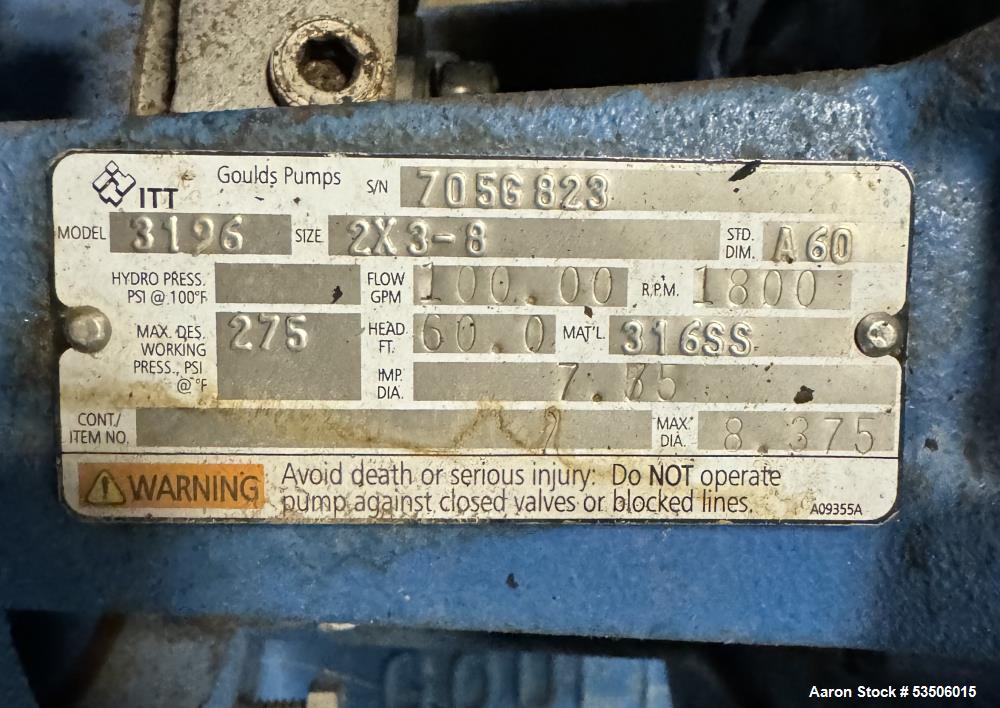 ITT Goulds Pumps S/N 705G823
MODEL 3196 SIZE 2X3-8 STD. DIM. A60
HYDRO PRESS. PSI @ 100°F FLOW GPM 100.00 R.P.M. 1800
MAX. DES. WORKING PRESS., PSI @ °F 275 HEAD FT. 60.0 MAT'L. 316SS
IMP. DIA.
CONT./ ITEM NO. MAX. DIA. 8.375
WARNING Avoid death or serious injury: Do NOT operate
pump against closed valves or blocked lines. A09355A
Aaron Stock # 53506015